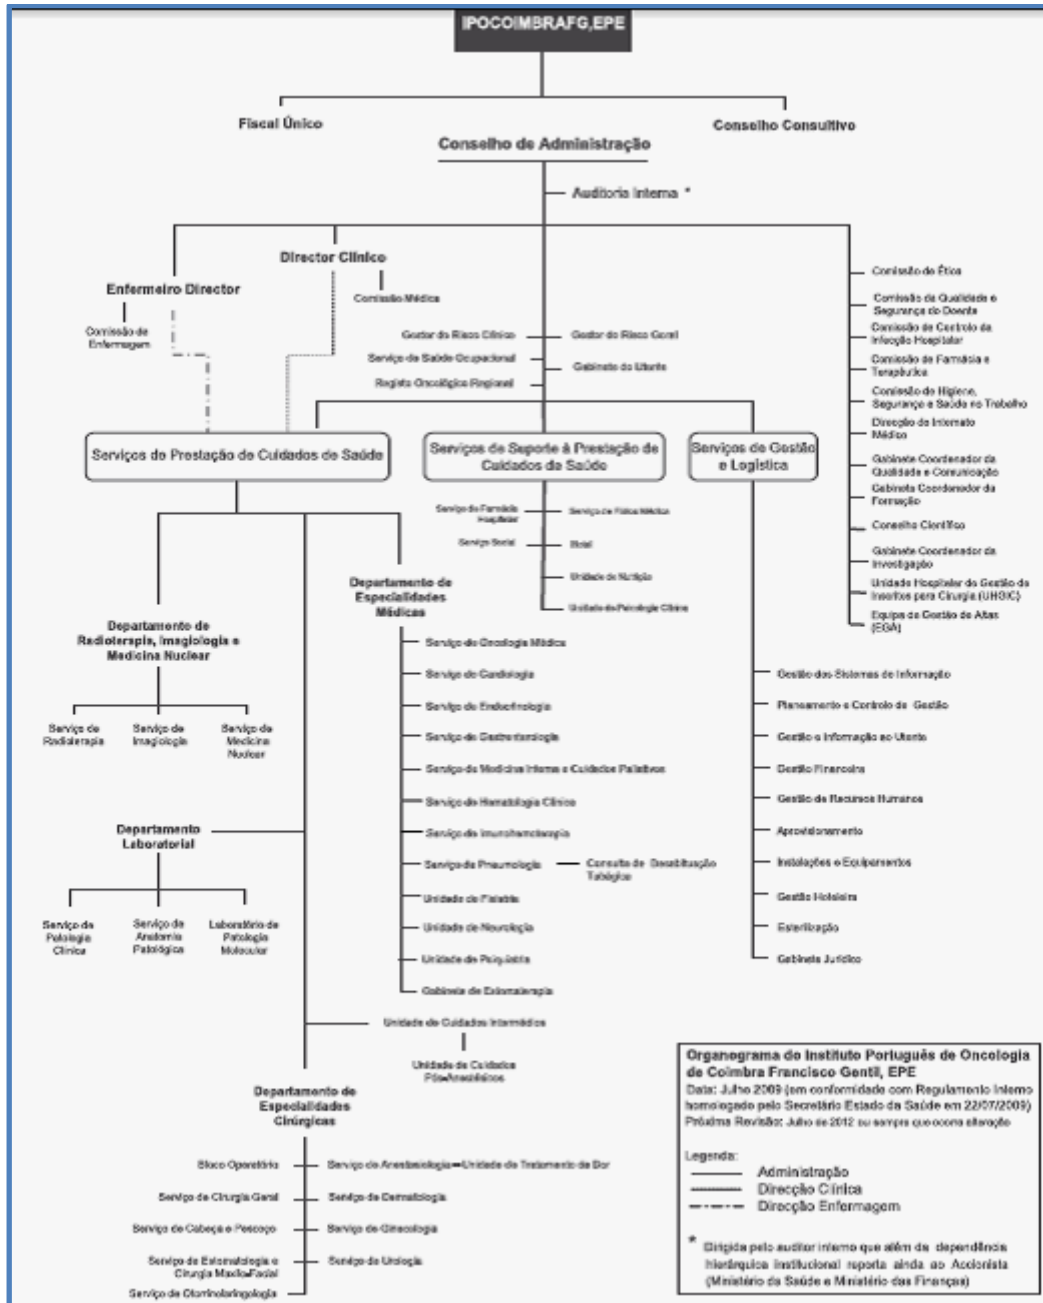 IPOCOIMBRAFG,EPE
Fiscal Único
Conselho Consultivo
Conselho de Administração
Auditoria Interna *
Director Clínico
Enfermeiro Director
Comissão Médica
Comissão de
Enfermagem
Gestor do Risco Clínico
Gestor do Risco Geral
Serviço de Saúde Ocupacional
Gabinete do Utente
Registo Oncológico Regional
Comissão de Ética
Comissão da Qualidade e
Segurança do Doente
Comissão de Controlo da
Infecção Hospitalar
Comissão de Farmácia e
Terapêutica
Comissão de Higiene,
Segurança e Saúde no Trabalho
Direcção do Internato
Médico
Gabinete Coordenador da
Qualidade e Comunicação
Gabinete Coordenador da
Formação
Conselho Científico
Gabinete Coordenador da
Investigação
Unidade Hospitalar de Gestão de
Inscritos para Cirurgia (UHGIC)
Equipa de Gestão de Altas
(EGA)
Serviços de Prestação de Cuidados de Saúde
Serviços de Suporte à Prestação de
Cuidados de Saúde
Serviços de Gestão
e Logística
Serviço de Farmácia
Hospitalar
Serviço de Física Médica
Serviço Social
Hotel
Unidade de Nutrição
Unidade de Psicologia Clínica
Departamento de
Radioterapia, Imagiologia e
Medicina Nuclear
Serviço de
Radioterapia
Serviço de
Imagiologia
Serviço de
Medicina
Nuclear
Departamento
Laboratorial
Serviço de
Patologia
Clínica
Serviço de
Anatomia
Patológica
Laboratório de
Patologia
Molecular
Departamento de
Especialidades
Médicas
Serviço de Oncologia Médica
Serviço de Cardiologia
Serviço de Endocrinologia
Serviço de Gastrenterologia
Serviço de Medicina Interna e Cuidados Paliativos
Serviço de Hematologia Clínica
Serviço de Imunohemoterapia
Serviço de Pneumologia
Consulta de Desabituação
Tabágica
Unidade de Fisiatria
Unidade de Neurologia
Unidade de Psiquiatria
Gabinete de Estomaterapia
Gestão dos Sistemas de Informação
Planeamento e Controlo de Gestão
Gestão e Informação ao Utente
Gestão Financeira
Gestão de Recursos Humanos
Aprovisionamento
Instalações e Equipamentos
Gestão Hoteleira
Esterilização
Gabinete Jurídico
Unidade de Cuidados Intermédios
Unidade de Cuidados
Pós-Anestésicos
Departamento de
Especialidades
Cirúrgicas
Bloco Operatório
Serviço de Anestesiologia-Unidade de Tratamento da Dor
Serviço de Cirurgia Geral
Serviço de Dermatologia
Serviço de Cabeça e Pescoço
Serviço de Ginecologia
Serviço de Estomatologia e
Cirurgia Maxilo-Facial
Serviço de Urologia
Serviço de Otorrinolaringologia
Organograma do Instituto Português de Oncologia
de Coimbra Francisco Gentil, EPE
Data: Julho 2009 (em conformidade com Regulamento Interno
homologado pelo Secretário Estado da Saúde em 22/07/2009)
Próxima Revisão: Julho de 2012 ou sempre que ocorra alteração
Legenda:
Administração
Direcção Clínica
Direcção Enfermagem
* Dirigida pelo auditor interno que além da dependência
hierárquica institucional reporta ainda ao Accionista
(Ministério da Saúde e Ministério das Finanças)